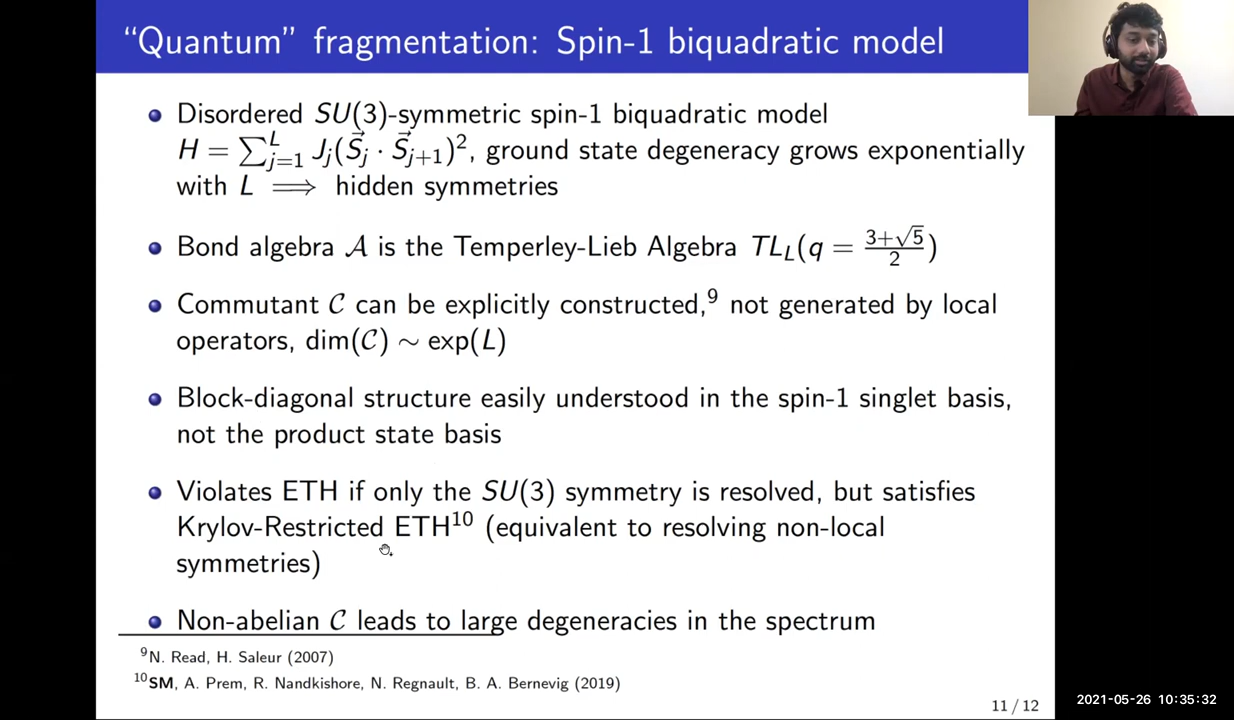 “Quantum” fragmentation: Spin-1 biquadratic model
Disordered SU(3)-symmetric spin-1 biquadratic model
H = ∑_{j=1}^{L} J_j(S⃗_j · S⃗_{j+1})², ground state degeneracy grows exponentially
with L ⟹ hidden symmetries
Bond algebra 𝒜 is the Temperley-Lieb Algebra TL_L(q = (3+√5)/2)
Commutant 𝒞 can be explicitly constructed,⁹ not generated by local
operators, dim(𝒞) ∼ exp(L)
Block-diagonal structure easily understood in the spin-1 singlet basis,
not the product state basis
Violates ETH if only the SU(3) symmetry is resolved, but satisfies
Krylov-Restricted ETH¹⁰ (equivalent to resolving non-local
symmetries)
Non-abelian 𝒞 leads to large degeneracies in the spectrum
⁹N. Read, H. Saleur (2007)
¹⁰SM, A. Prem, R. Nandkishore, N. Regnault, B. A. Bernevig (2019)
11 / 12
2021-05-26 10:35:32